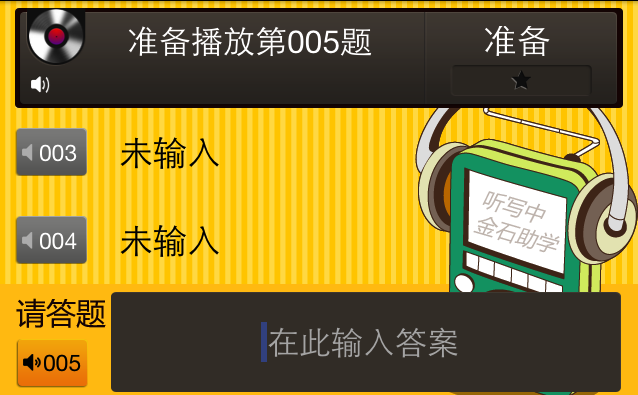 准备播放第005题
准备
003 未输入
004 未输入
听写中
金石助学
请答题
005
在此输入答案